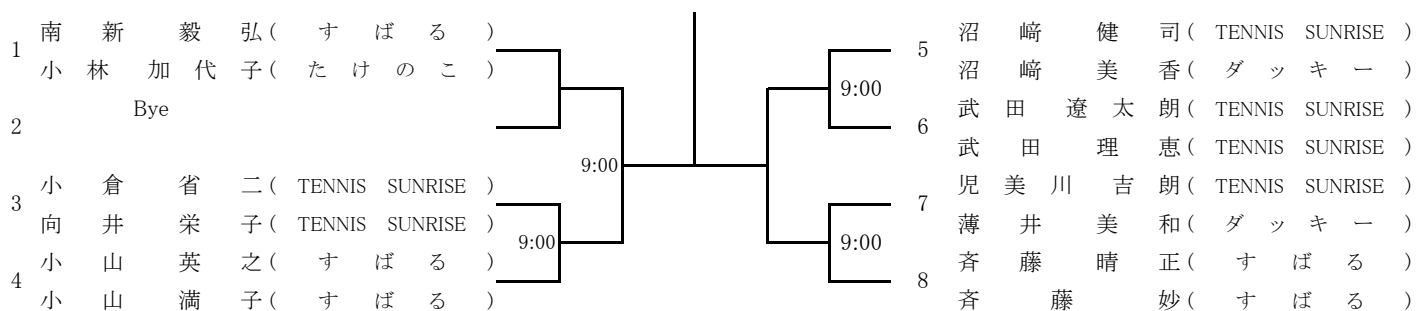 1
南 新 毅 弘 ( す ば る )
小 林 加 代 子 ( た け の こ )
2
Bye
9:00
3
小 倉 省 二 ( TENNIS SUNRISE )
向 井 栄 子 ( TENNIS SUNRISE )
9:00
4
小 山 英 之 ( す ば る )
小 山 満 子 ( す ば る )
5
沼 﨑 健 司 ( TENNIS SUNRISE )
沼 﨑 美 香 ( ダ ッ キ ー )
9:00
6
武 田 遼 太 朗 ( TENNIS SUNRISE )
武 田 理 恵 ( TENNIS SUNRISE )
7
児 美 川 吉 朗 ( TENNIS SUNRISE )
薄 井 美 和 ( ダ ッ キ ー )
9:00
8
斉 藤 晴 正 ( す ば る )
斉 藤 妙 ( す ば る )